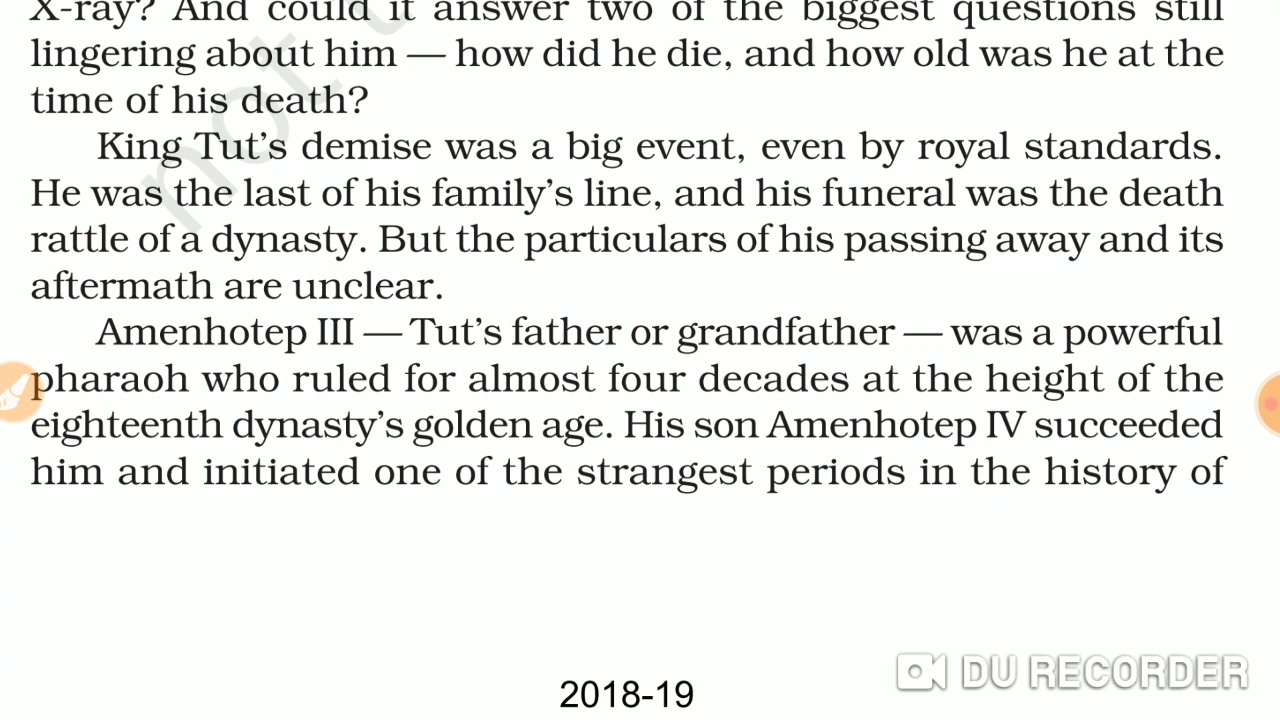 X-ray? And could it answer two of the biggest questions still
lingering about him — how did he die, and how old was he at the
time of his death?
King Tut's demise was a big event, even by royal standards.
He was the last of his family's line, and his funeral was the death
rattle of a dynasty. But the particulars of his passing away and its
aftermath are unclear.
Amenhotep III — Tut's father or grandfather — was a powerful
pharaoh who ruled for almost four decades at the height of the
eighteenth dynasty's golden age. His son Amenhotep IV succeeded
him and initiated one of the strangest periods in the history of
not
DU RECORDER
2018-19